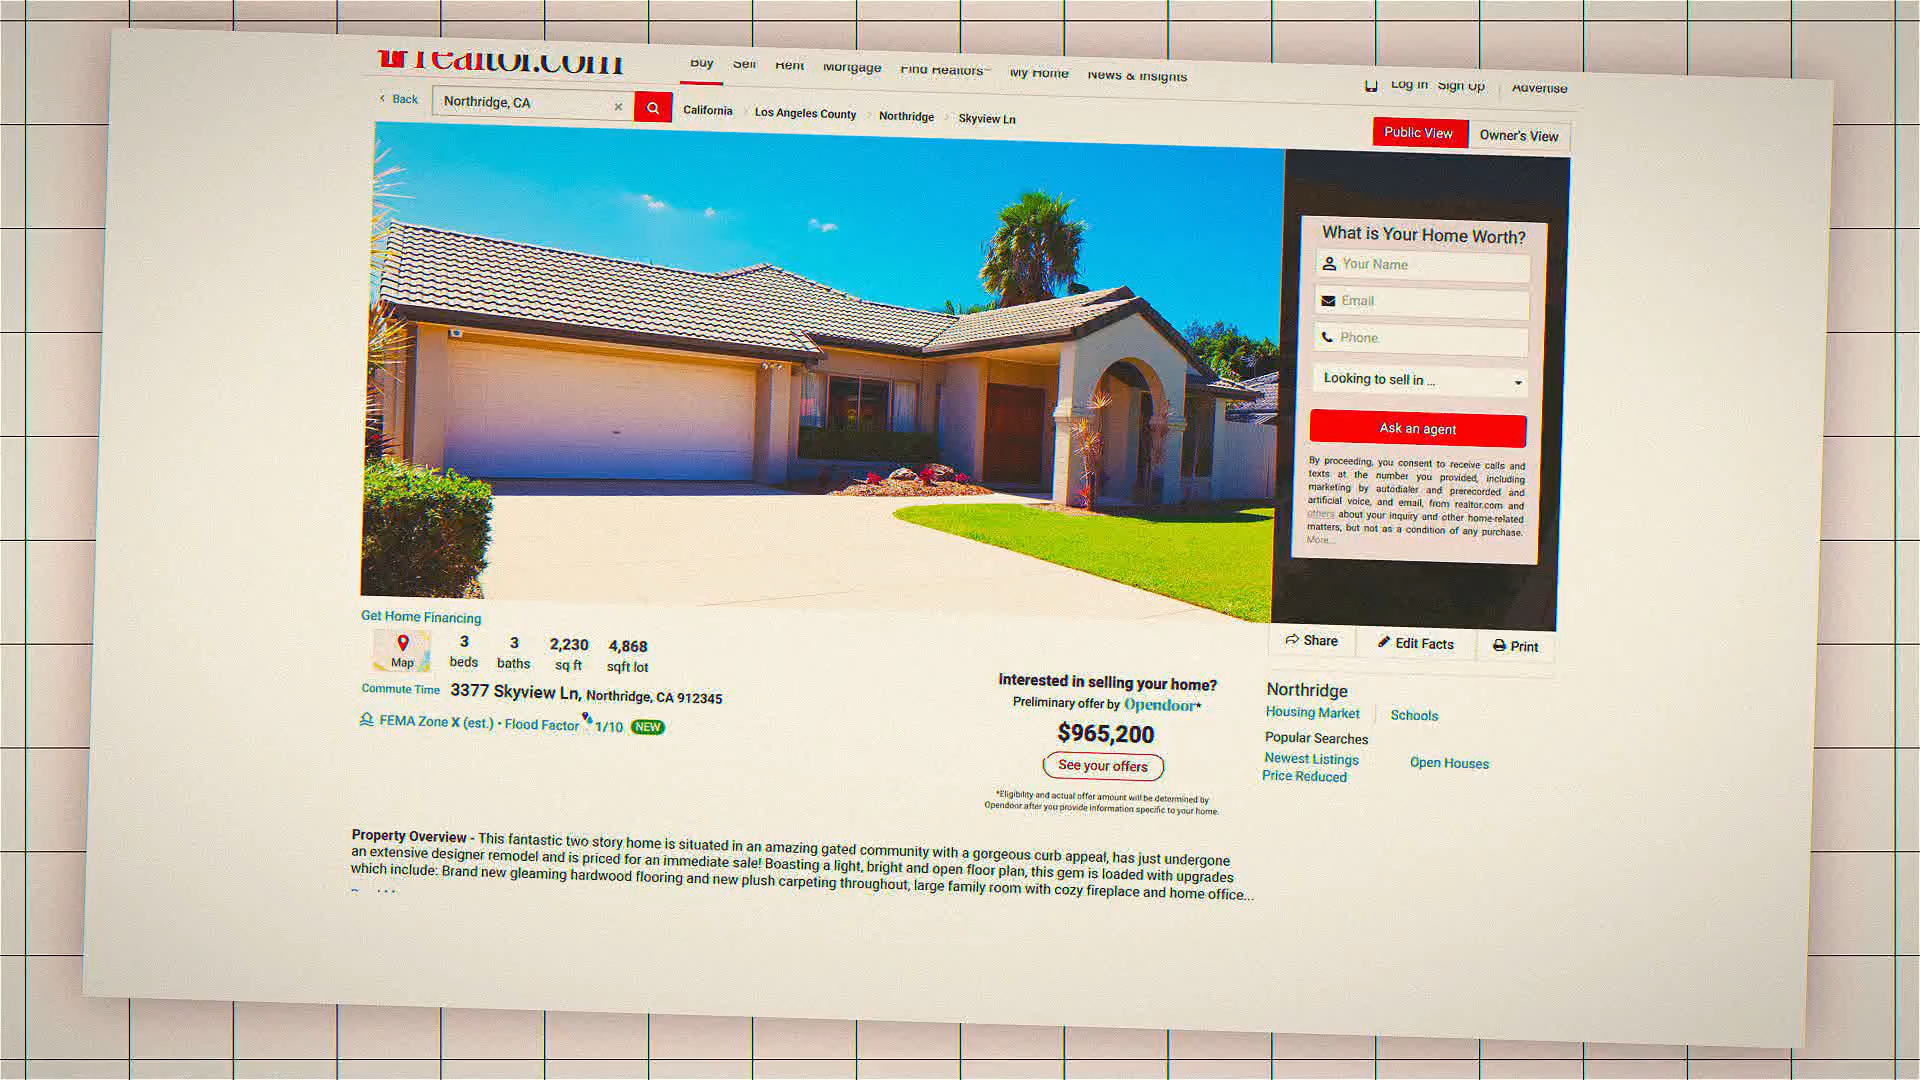 realtor.com
Buy Sell Rent Mortgage Find Realtors™ My Home News & Insights
Log In Sign Up Advertise
Back
Northridge, CA ×
California Los Angeles County Northridge Skyview Ln
Public View Owner's View
What is Your Home Worth?
Your Name
Email
Phone
Looking to sell in ...
Ask an agent
By proceeding, you consent to receive calls and
texts at the number you provided, including
marketing by autodialer and prerecorded and
artificial voice, and email, from realtor.com and
others about your inquiry and other home-related
matters, but not as a condition of any purchase.
More...
Get Home Financing
Map
3 3 2,230 4,868
beds baths sq ft sqft lot
Commute Time 3377 Skyview Ln, Northridge, CA 912345
FEMA Zone X (est.) • Flood Factor 1/10 NEW
Interested in selling your home?
Preliminary offer by Opendoor*
$965,200
See your offers
*Eligibility and actual offer amount will be determined by
Opendoor after you provide information specific to your home.
Share Edit Facts Print
Northridge
Housing Market Schools
Popular Searches
Newest Listings Open Houses
Price Reduced
Property Overview - This fantastic two story home is situated in an amazing gated community with a gorgeous curb appeal, has just undergone
an extensive designer remodel and is priced for an immediate sale! Boasting a light, bright and open floor plan, this gem is loaded with upgrades
which include: Brand new gleaming hardwood flooring and new plush carpeting throughout, large family room with cozy fireplace and home office...